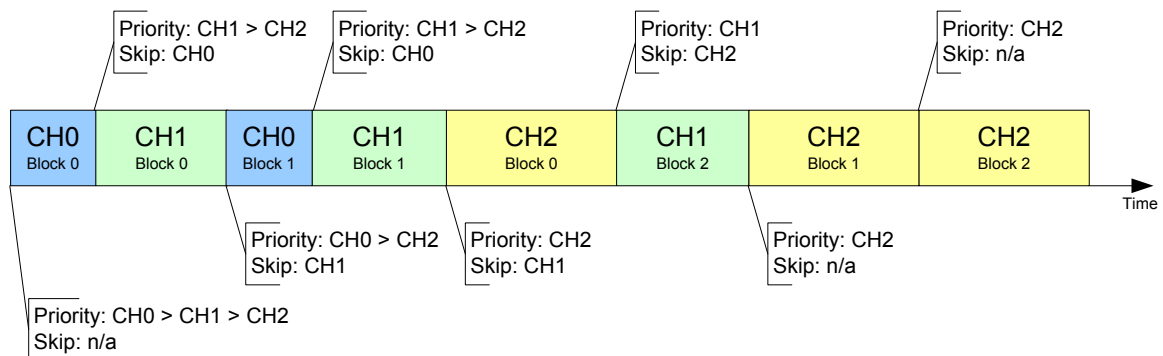 Priority: CH1 > CH2
Skip: CH0
Priority: CH1 > CH2
Skip: CH0
Priority: CH1
Skip: CH2
Priority: CH2
Skip: n/a
CH0
Block 0
CH1
Block 0
CH0
Block 1
CH1
Block 1
CH2
Block 0
CH1
Block 2
CH2
Block 1
CH2
Block 2
Time
Priority: CH0 > CH2
Skip: CH1
Priority: CH2
Skip: CH1
Priority: CH2
Skip: n/a
Priority: CH0 > CH1 > CH2
Skip: n/a